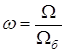 ω = Ω / Ω_б